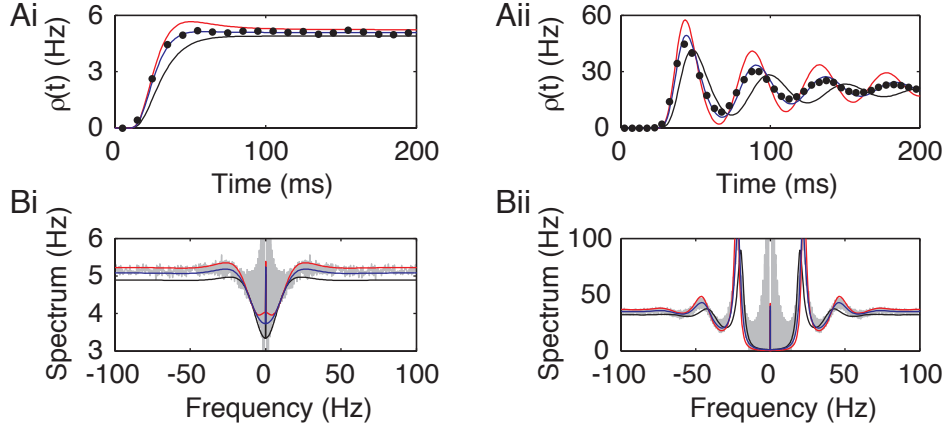 Ai
ρ(t) (Hz)
6
3
0
0
100
200
Time (ms)
Aii
ρ(t) (Hz)
60
30
0
0
100
200
Time (ms)
Bi
Spectrum (Hz)
6
5
4
3
-100
-50
0
50
100
Frequency (Hz)
Bii
Spectrum (Hz)
100
50
0
-100
-50
0
50
100
Frequency (Hz)